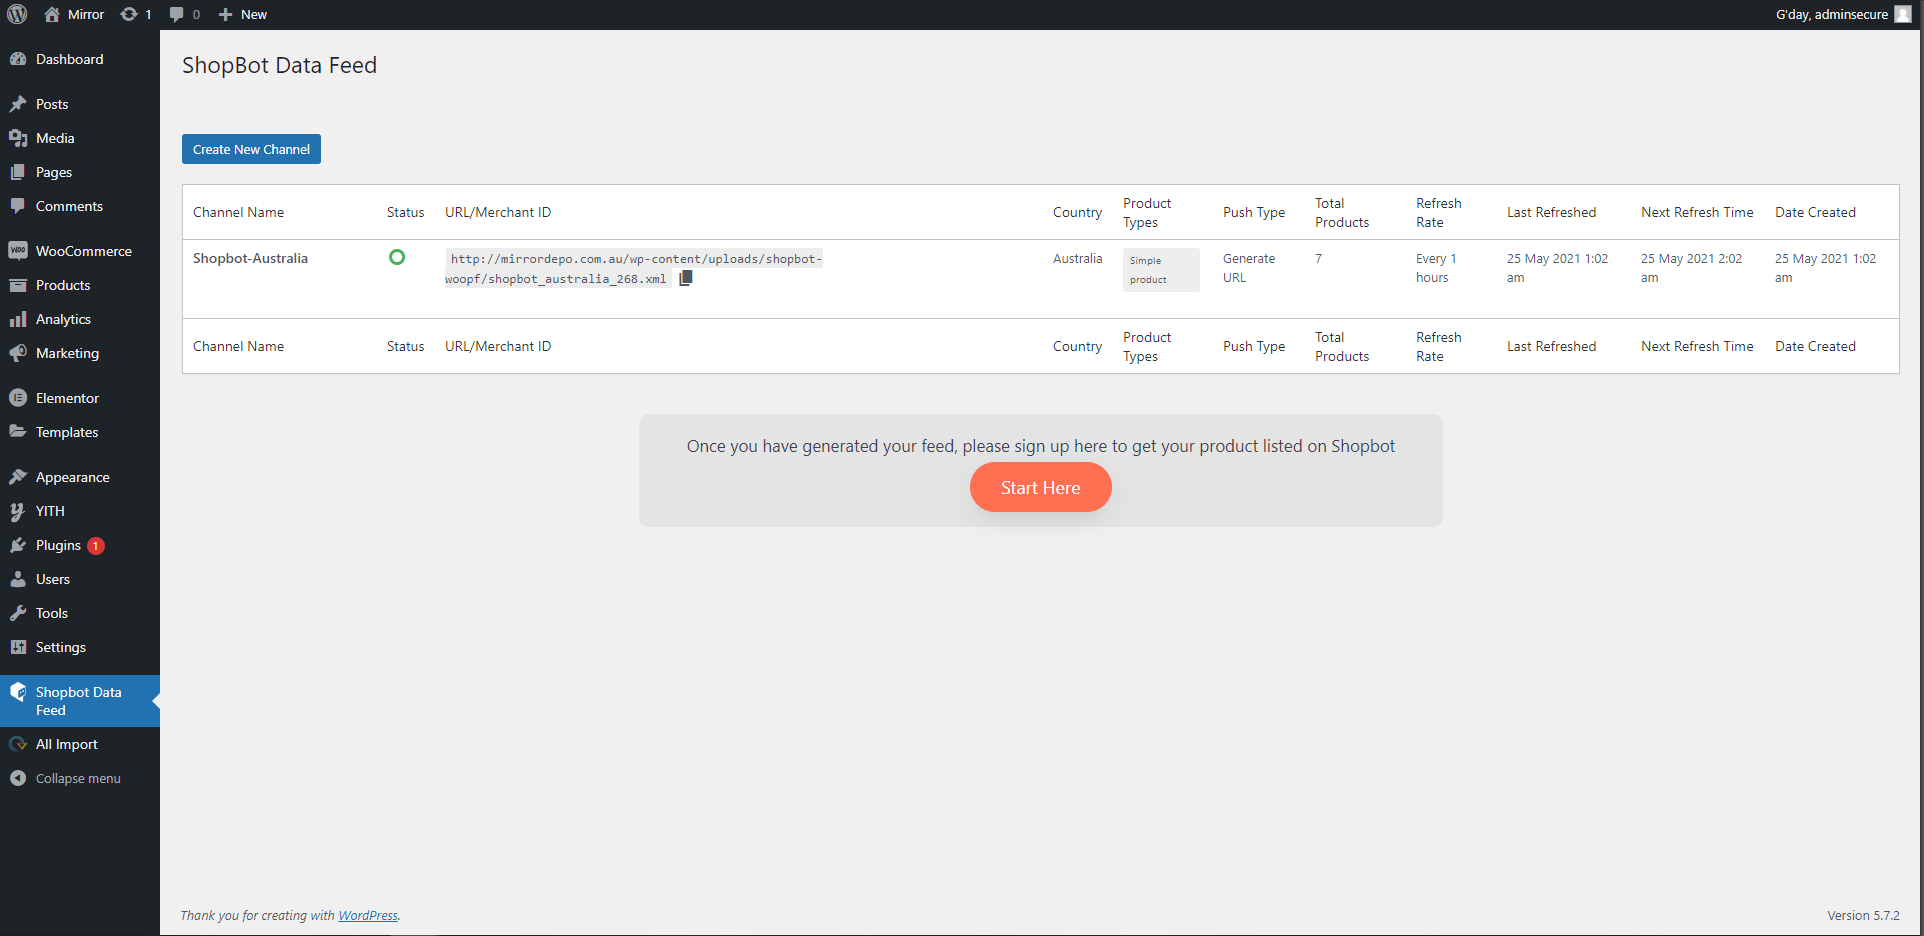 Mirror 1 0 New
G'day, adminsecure
Dashboard
Posts
Media
Pages
Comments
WooCommerce
Products
Analytics
Marketing
Elementor
Templates
Appearance
YITH
Plugins 1
Users
Tools
Settings
Shopbot Data
Feed
All Import
Collapse menu
ShopBot Data Feed
Create New Channel
Channel Name Status URL/Merchant ID Country Product Types Push Type Total Products Refresh Rate Last Refreshed Next Refresh Time Date Created
Shopbot-Australia
http://mirrordepo.com.au/wp-content/uploads/shopbot-
woopf/shopbot_australia_268.xml
Australia
Simple
product
Generate
URL
7
Every 1
hours
25 May 2021 1:02
am
25 May 2021 2:02
am
25 May 2021 1:02
am
Channel Name Status URL/Merchant ID Country Product Types Push Type Total Products Refresh Rate Last Refreshed Next Refresh Time Date Created
Once you have generated your feed, please sign up here to get your product listed on Shopbot
Start Here
Thank you for creating with WordPress.
Version 5.7.2